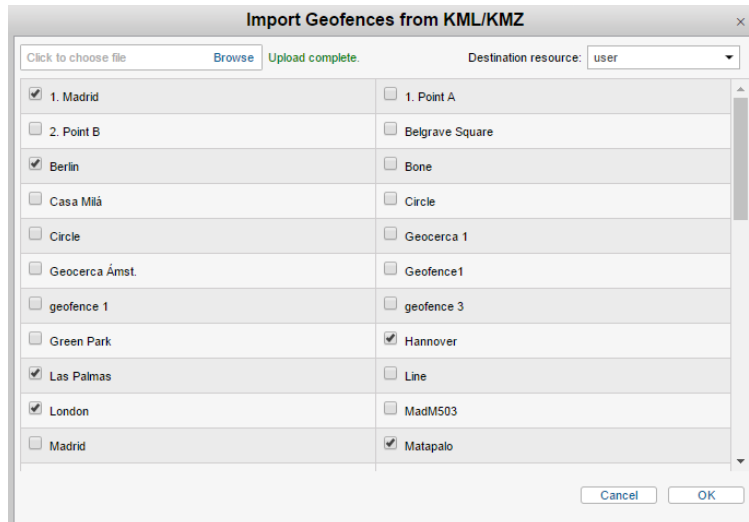 Import Geofences from KML/KMZ
Click to choose file Browse Upload complete. Destination resource: user
1. Madrid 1. Point A
2. Point B Belgrave Square
Berlin Bone
Casa Milá Circle
Circle Geocerca 1
Geocerca Ámst. Geofence1
geofence 1 geofence 3
Green Park Hannover
Las Palmas Line
London MadM503
Madrid Matapalo
Cancel OK